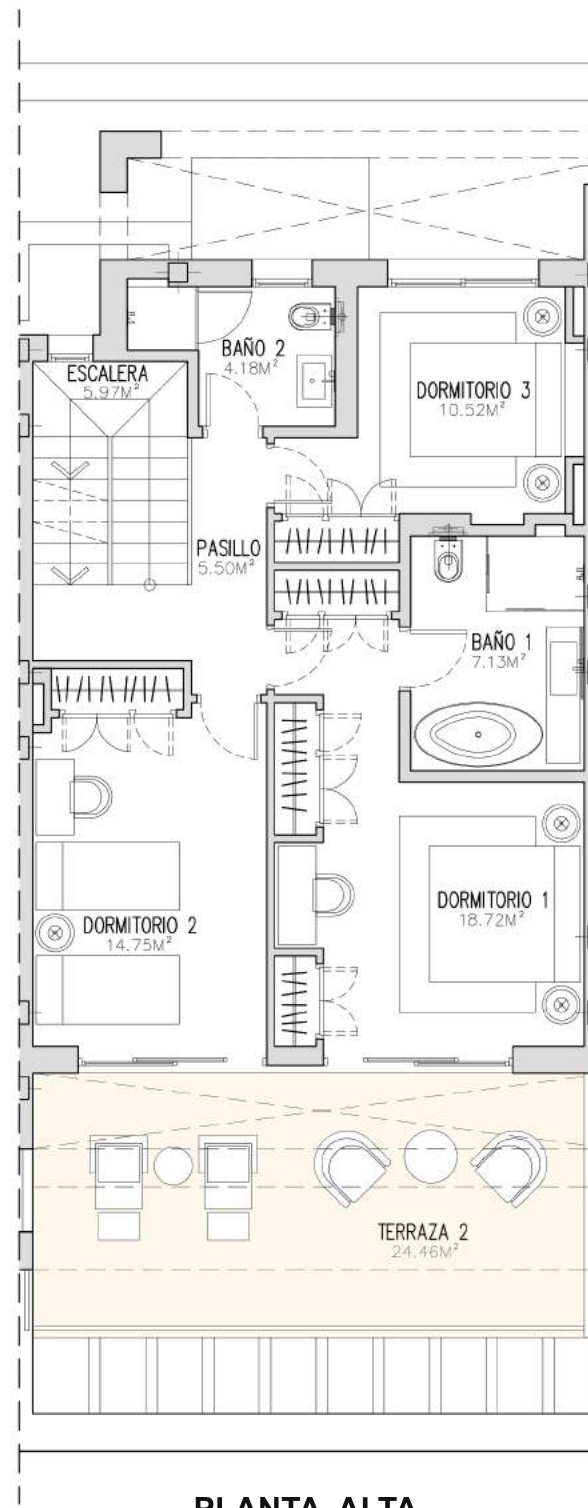 BAÑO 2
4.18M²
ESCALERA
5.97M²
DORMITORIO 3
10.52M²
PASILLO
5.50M²
BAÑO 1
7.13M²
DORMITORIO 1
18.72M²
DORMITORIO 2
14.75M²
TERRAZA 2
24.46M²
PLANTA ALTA